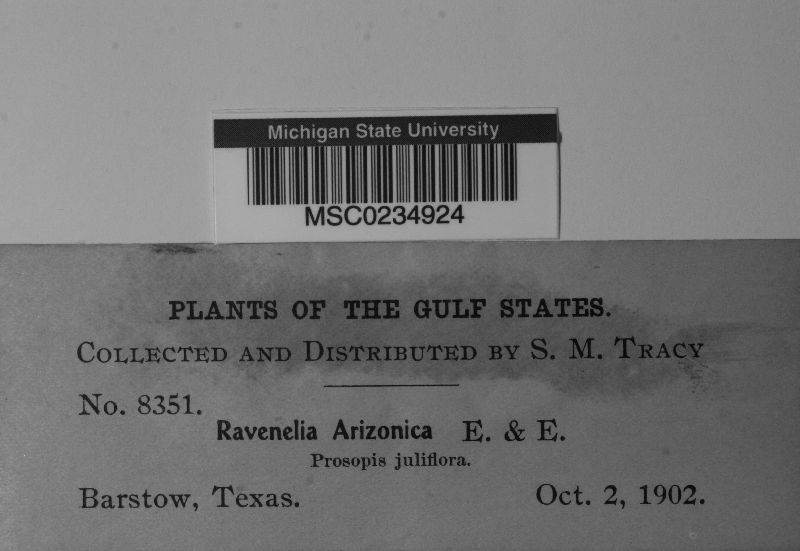 Michigan State University
MSC0234924
PLANTS OF THE GULF STATES.
COLLECTED AND DISTRIBUTED BY S. M. TRACY
No. 8351.
Ravenelia Arizonica E. & E.
Prosopis juliflora.
Barstow, Texas. Oct. 2, 1902.